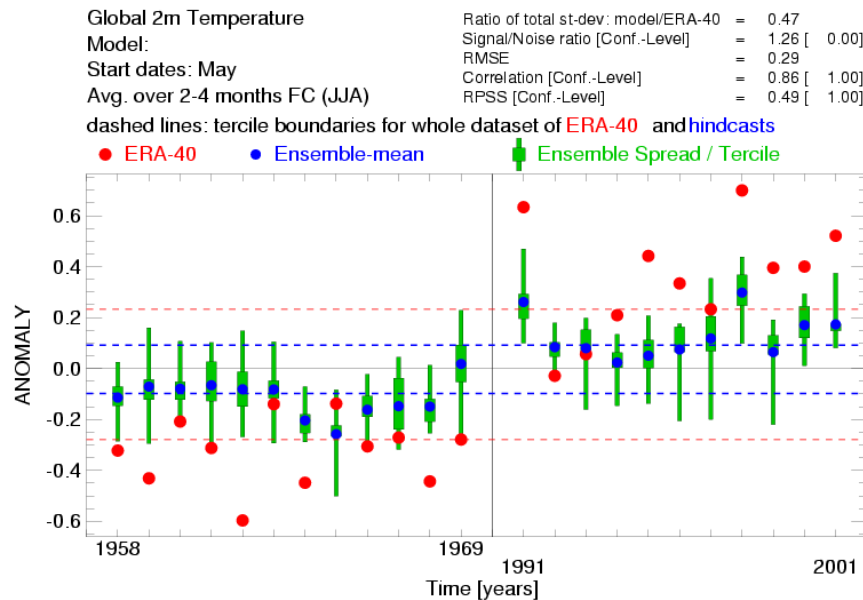 Global 2m Temperature
Model:
Start dates: May
Avg. over 2-4 months FC (JJA)
Ratio of total st-dev: model/ERA-40 = 0.47
Signal/Noise ratio [Conf.-Level] = 1.26 [ 0.00]
RMSE = 0.29
Correlation [Conf.-Level] = 0.86 [ 1.00]
RPSS [Conf.-Level] = 0.49 [ 1.00]
dashed lines: tercile boundaries for whole dataset of ERA-40 and hindcasts
ERA-40 Ensemble-mean Ensemble Spread / Tercile
ANOMALY
0.6
0.4
0.2
0.0
-0.2
-0.4
-0.6
1958 1969 1991 2001
Time [years]